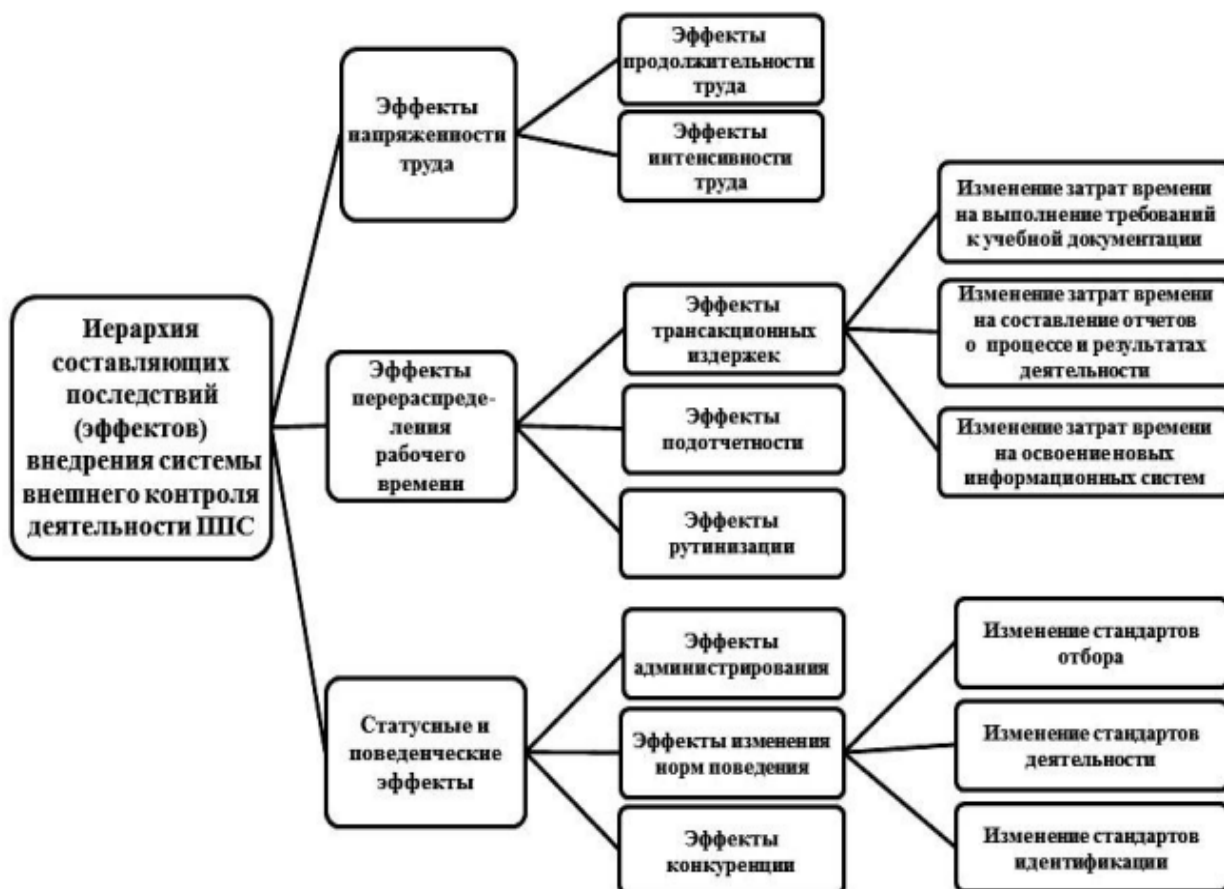 Иерархия
составляющих
последствий
(эффектов)
внедрения системы
внешнего контроля
деятельности ППС
Эффекты
напряженности
труда
Эффекты
продолжительности
труда
Эффекты
интенсивности
труда
Эффекты
перераспреде-
ления
рабочего
времени
Эффекты
трансакционных
издержек
Изменение затрат времени
на выполнение требований
к учебной документации
Изменение затрат времени
на составление отчетов
о процессе и результатах
деятельности
Изменение затрат времени
на освоение новых
информационных систем
Эффекты
подотчетности
Эффекты
рутинизации
Статусные и
поведенческие
эффекты
Эффекты
администрирования
Эффекты изменения
норм поведения
Изменение стандартов
отбора
Изменение стандартов
деятельности
Изменение стандартов
идентификации
Эффекты
конкуренции